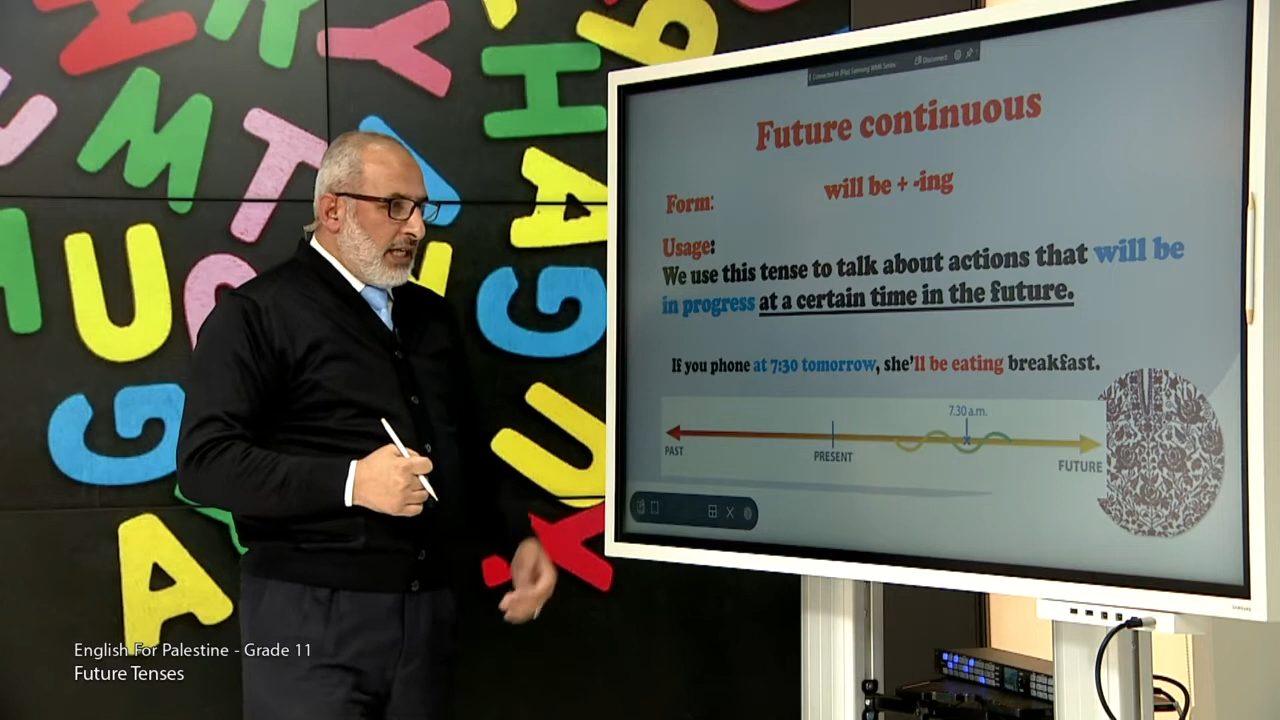 Future continuous
Form:
will be + -ing
Usage:
We use this tense to talk about actions that will be
in progress at a certain time in the future.
If you phone at 7:30 tomorrow, she'll be eating breakfast.
7.30 a.m.
PAST
PRESENT
FUTURE
Disconnect
SAMSUNG
English For Palestine - Grade 11
Future Tenses